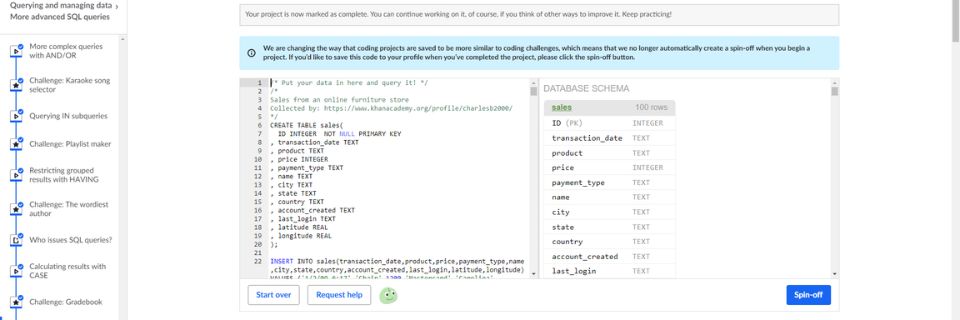 Querying and managing data
More advanced SQL queries
More complex queries
with AND/OR
Challenge: Karaoke song
selector
Querying IN subqueries
Challenge: Playlist maker
Restricting grouped
results with HAVING
Challenge: The wordiest
author
Who issues SQL queries?
Calculating results with
CASE
Challenge: Gradebook
Your project is now marked as complete. You can continue working on it, of course, if you think of other ways to improve it. Keep practicing!
We are changing the way that coding projects are saved to be more similar to coding challenges, which means that we no longer automatically create a spin-off when you begin a
project. If you'd like to save this code to your profile when you've completed the project, please click the spin-off button.
1 /* Put your data in here and query it! */
2 /*
3 Sales from an online furniture store
4 Collected by: https://www.khanacademy.org/profile/charlesb2000/
5 */
6 CREATE TABLE sales(
7 ID INTEGER NOT NULL PRIMARY KEY
8 , transaction_date TEXT
9 , product TEXT
10 , price INTEGER
11 , payment_type TEXT
12 , name TEXT
13 , city TEXT
14 , state TEXT
15 , country TEXT
16 , account_created TEXT
17 , last_login TEXT
18 , latitude REAL
19 , longitude REAL
20 );
21
22 INSERT INTO sales(transaction_date,product,price,payment_type,name
,city,state,country,account_created,last_login,latitude,longitude)
DATABASE SCHEMA
sales 100 rows
ID (PK) INTEGER
transaction_date TEXT
product TEXT
price INTEGER
payment_type TEXT
name TEXT
city TEXT
state TEXT
country TEXT
account_created TEXT
last_login TEXT
Start over
Request help
Spin-off